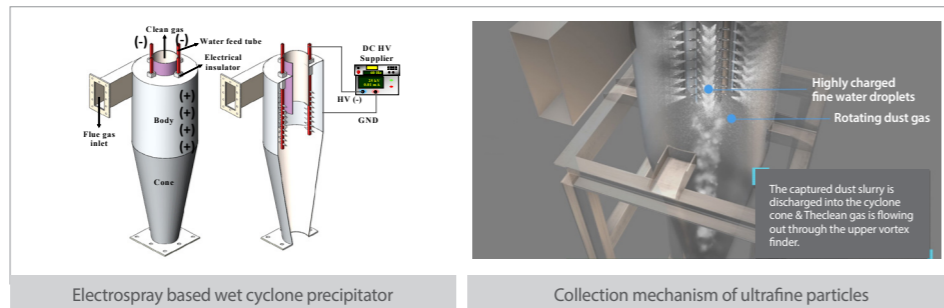 Clean gas
(-)
(-)
Water feed tube
Electrical
insulator
DC HV
Supplier
HV (-)
GND
(+)
(+)
(+)
(+)
Body
Flue gas
inlet
Cone
Highly charged
fine water droplets
Rotating dust gas
The captured dust slurry is
discharged into the cyclone
cone & Theclean gas is flowing
out through the upper vortex
finder.
Electrospray based wet cyclone precipitator
Collection mechanism of ultrafine particles